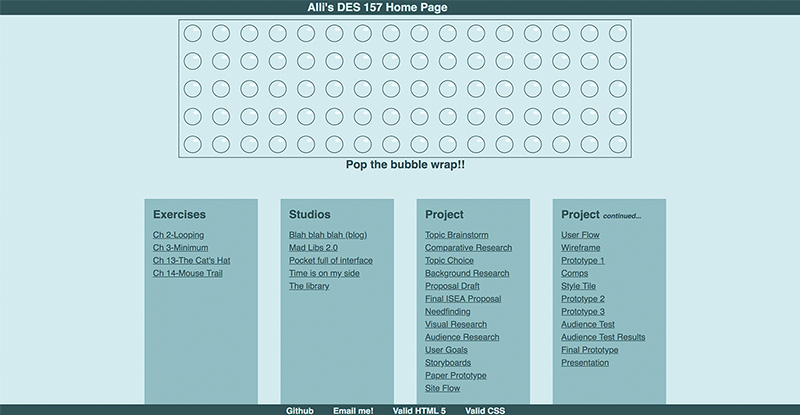 Alli's DES 157 Home Page
Pop the bubble wrap!!
Exercises
Ch 2-Looping
Ch 3-Minimum
Ch 13-The Cat's Hat
Ch 14-Mouse Trail
Studios
Blah blah blah (blog)
Mad Libs 2.0
Pocket full of interface
Time is on my side
The library
Project
Topic Brainstorm
Comparative Research
Topic Choice
Background Research
Proposal Draft
Final ISEA Proposal
Needfinding
Visual Research
Audience Research
User Goals
Storyboards
Paper Prototype
Site Flow
Project continued...
User Flow
Wireframe
Prototype 1
Comps
Style Tile
Prototype 2
Prototype 3
Audience Test
Audience Test Results
Final Prototype
Presentation
Github Email me! Valid HTML 5 Valid CSS